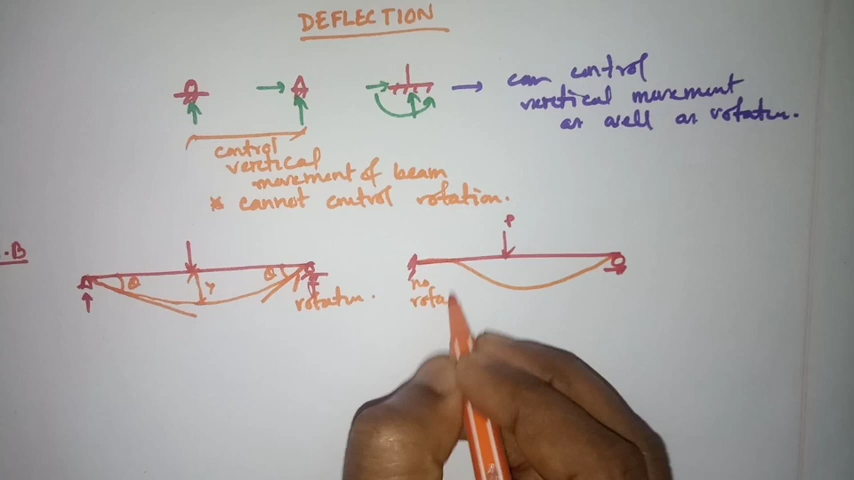 DEFLECTION
can control
vertical movement
as well as rotation.
control
vertical
movement of beam
* cannot control rotation.
.B
P
θ
y
θ
rotation.
no
rota